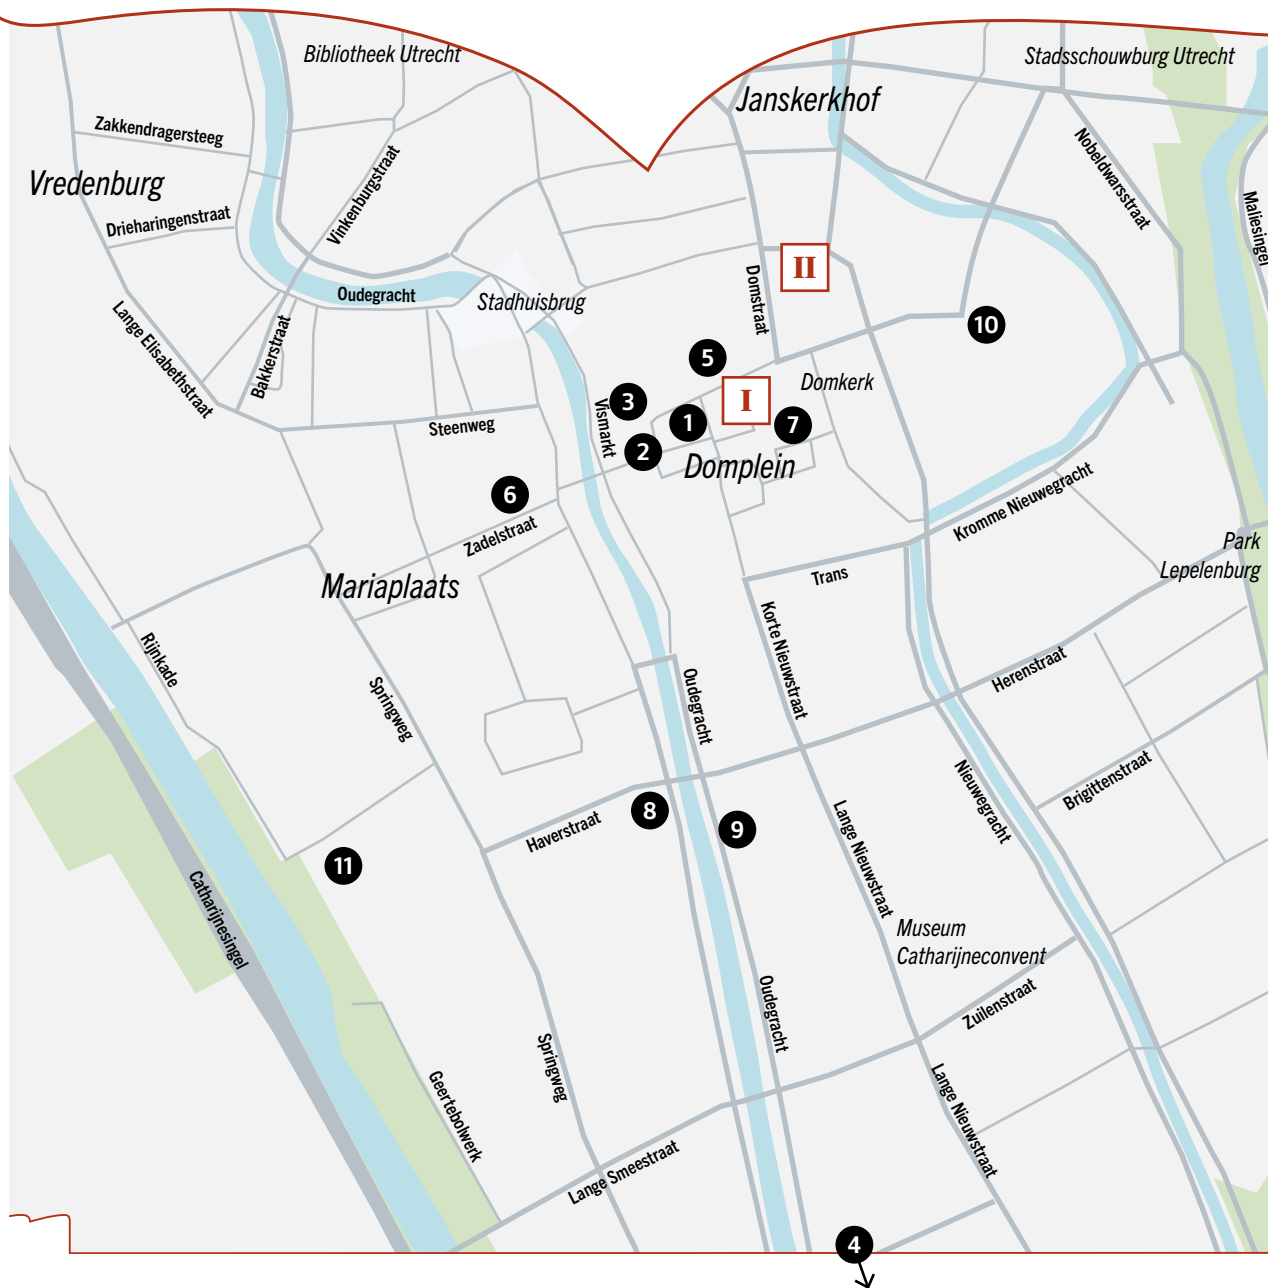 Bibliotheek Utrecht
Stadsschouwburg Utrecht
Janskerkhof
Zakkendragersteeg
Nobeldwarsstraat
Vredenburg
Vinkenburgstraat
Drieharingenstraat
Maliesingel
II
Domstraat
Oudegracht
Stadhuisbrug
10
Lange Elisabethstraat
Bakkerstraat
5
Domkerk
3
Vismarkt
I
1
7
Steenweg
2
Domplein
6
Zadelstraat
Kromme Nieuwegracht
Park
Lepelenburg
Trans
Mariaplaats
Korte Nieuwstraat
Rijnkade
Herenstraat
Springweg
Oudegracht
Nieuwegracht
Brigittenstraat
8
Haverstraat
9
Lange Nieuwstraat
11
Catharijnesingel
Museum
Catharijneconvent
Oudegracht
Zuilenstraat
Springweg
Geertebolwerk
Lange Nieuwstraat
Lange Smeestraat
4